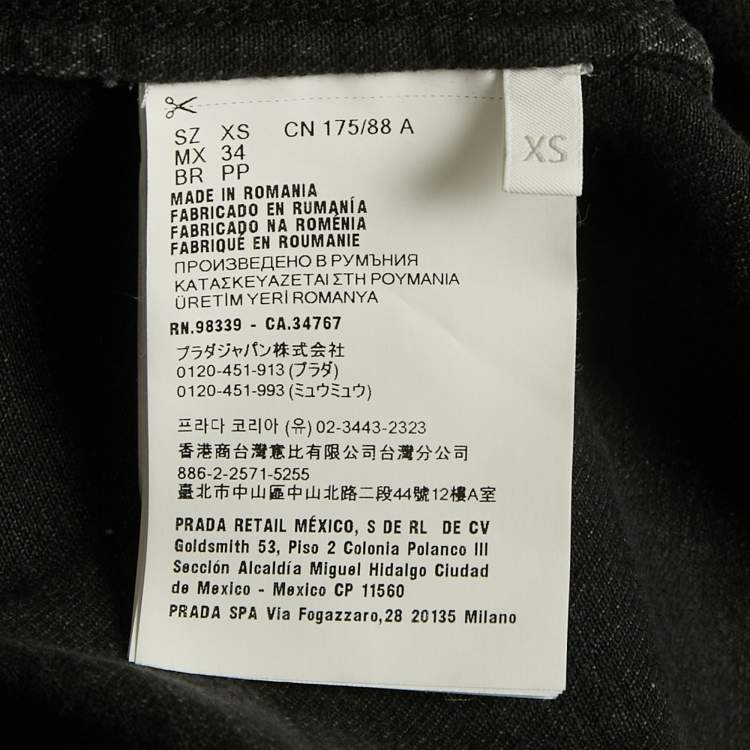 SZ XS CN 175/88 A
MX 34
BR PP
XS
MADE IN ROMANIA
FABRICADO EN RUMANÍA
FABRICADO NA ROMÉNIA
FABRIQUÉ EN ROUMANIE
ПРОИЗВЕДЕНО В РУМЪНИЯ
ΚΑΤΑΣΚΕΥΑΖΕΤΑΙ ΣΤΗ ΡΟΥΜΑΝΙΑ
ÜRETİM YERİ ROMANYA
RN.98339 - CA.34767
プラダジャパン株式会社
0120-451-913 (プラダ)
0120-451-993 (ミュウミュウ)
프라다 코리아 (유) 02-3443-2323
香港商台灣意比有限公司台灣分公司
886-2-2571-5255
臺北市中山區中山北路二段44號12樓A室
PRADA RETAIL MÉXICO, S DE RL DE CV
Goldsmith 53, Piso 2 Colonia Polanco III
Sección Alcaldía Miguel Hidalgo Ciudad
de Mexico - Mexico CP 11560
PRADA SPA Via Fogazzaro,28 20135 Milano